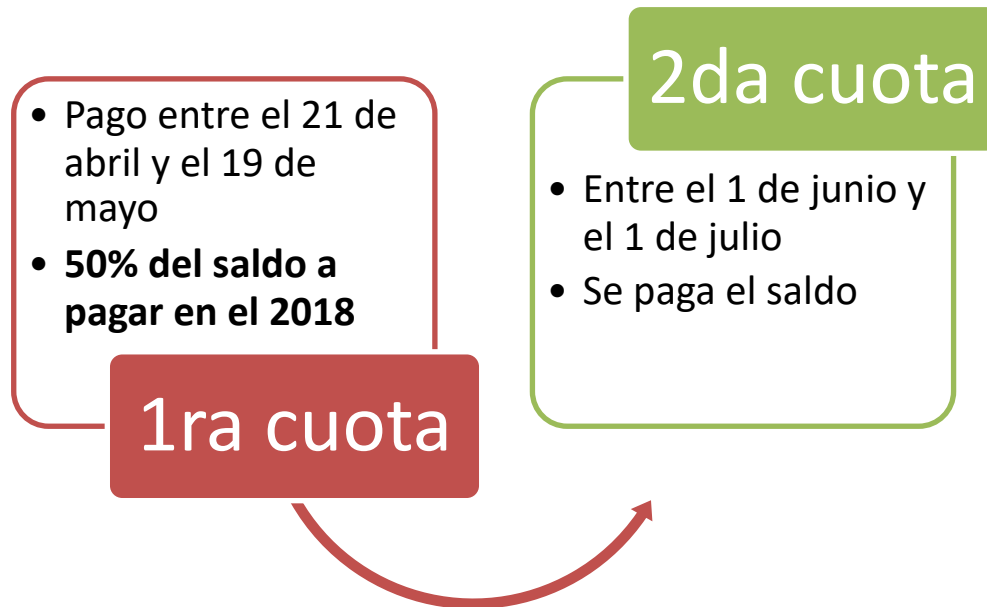 • Pago entre el 21 de
abril y el 19 de
mayo
• 50% del saldo a
pagar en el 2018
1ra cuota
2da cuota
• Entre el 1 de junio y
el 1 de julio
• Se paga el saldo